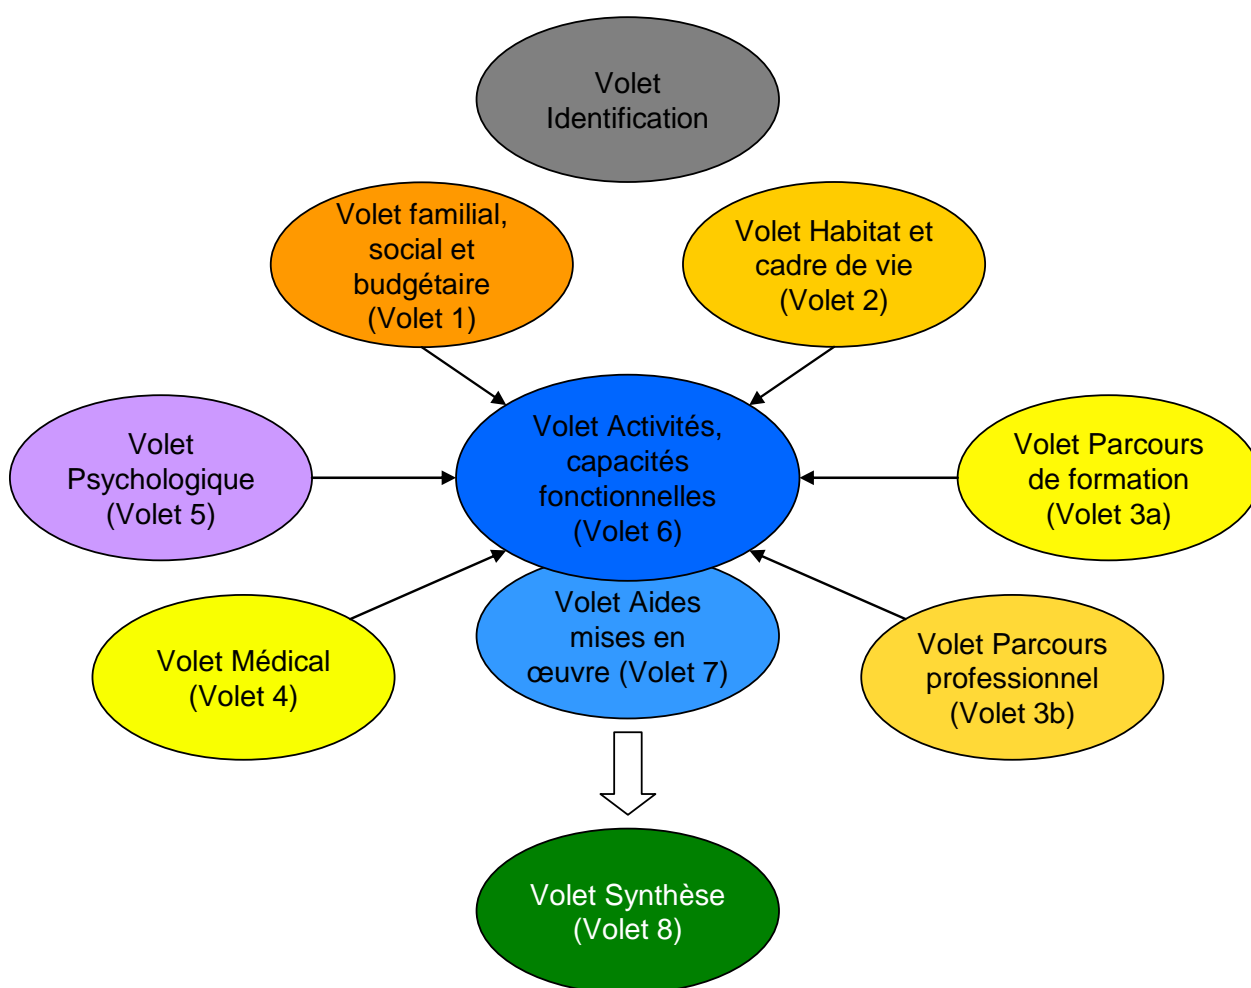 Volet
Identification
Volet familial,
social et
budgétaire
(Volet 1)
Volet Habitat et
cadre de vie
(Volet 2)
Volet
Psychologique
(Volet 5)
Volet Activités,
capacités
fonctionnelles
(Volet 6)
Volet Parcours
de formation
(Volet 3a)
Volet Médical
(Volet 4)
Volet Aides
mises en
œuvre (Volet 7)
Volet Parcours
professionnel
(Volet 3b)
Volet Synthèse
(Volet 8)